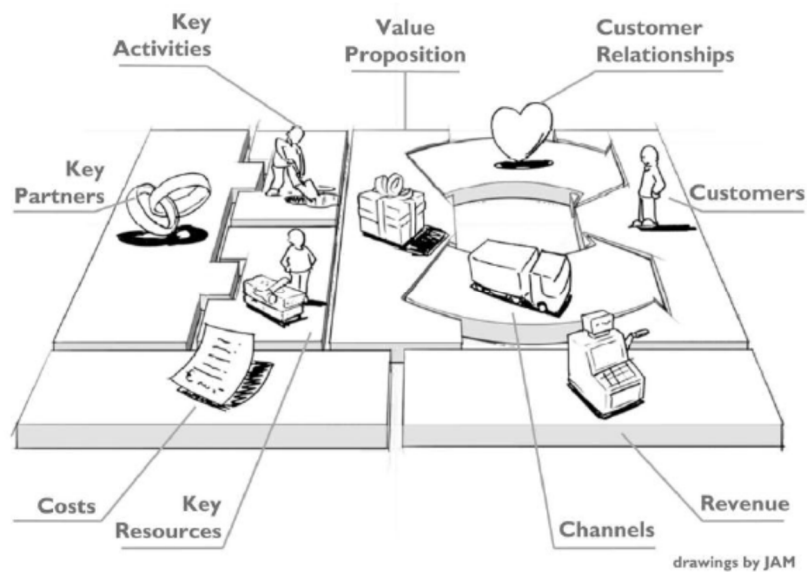 Key
Activities
Value
Proposition
Customer
Relationships
Key
Partners
Customers
Costs
Key
Resources
Channels
Revenue
drawings by JAM